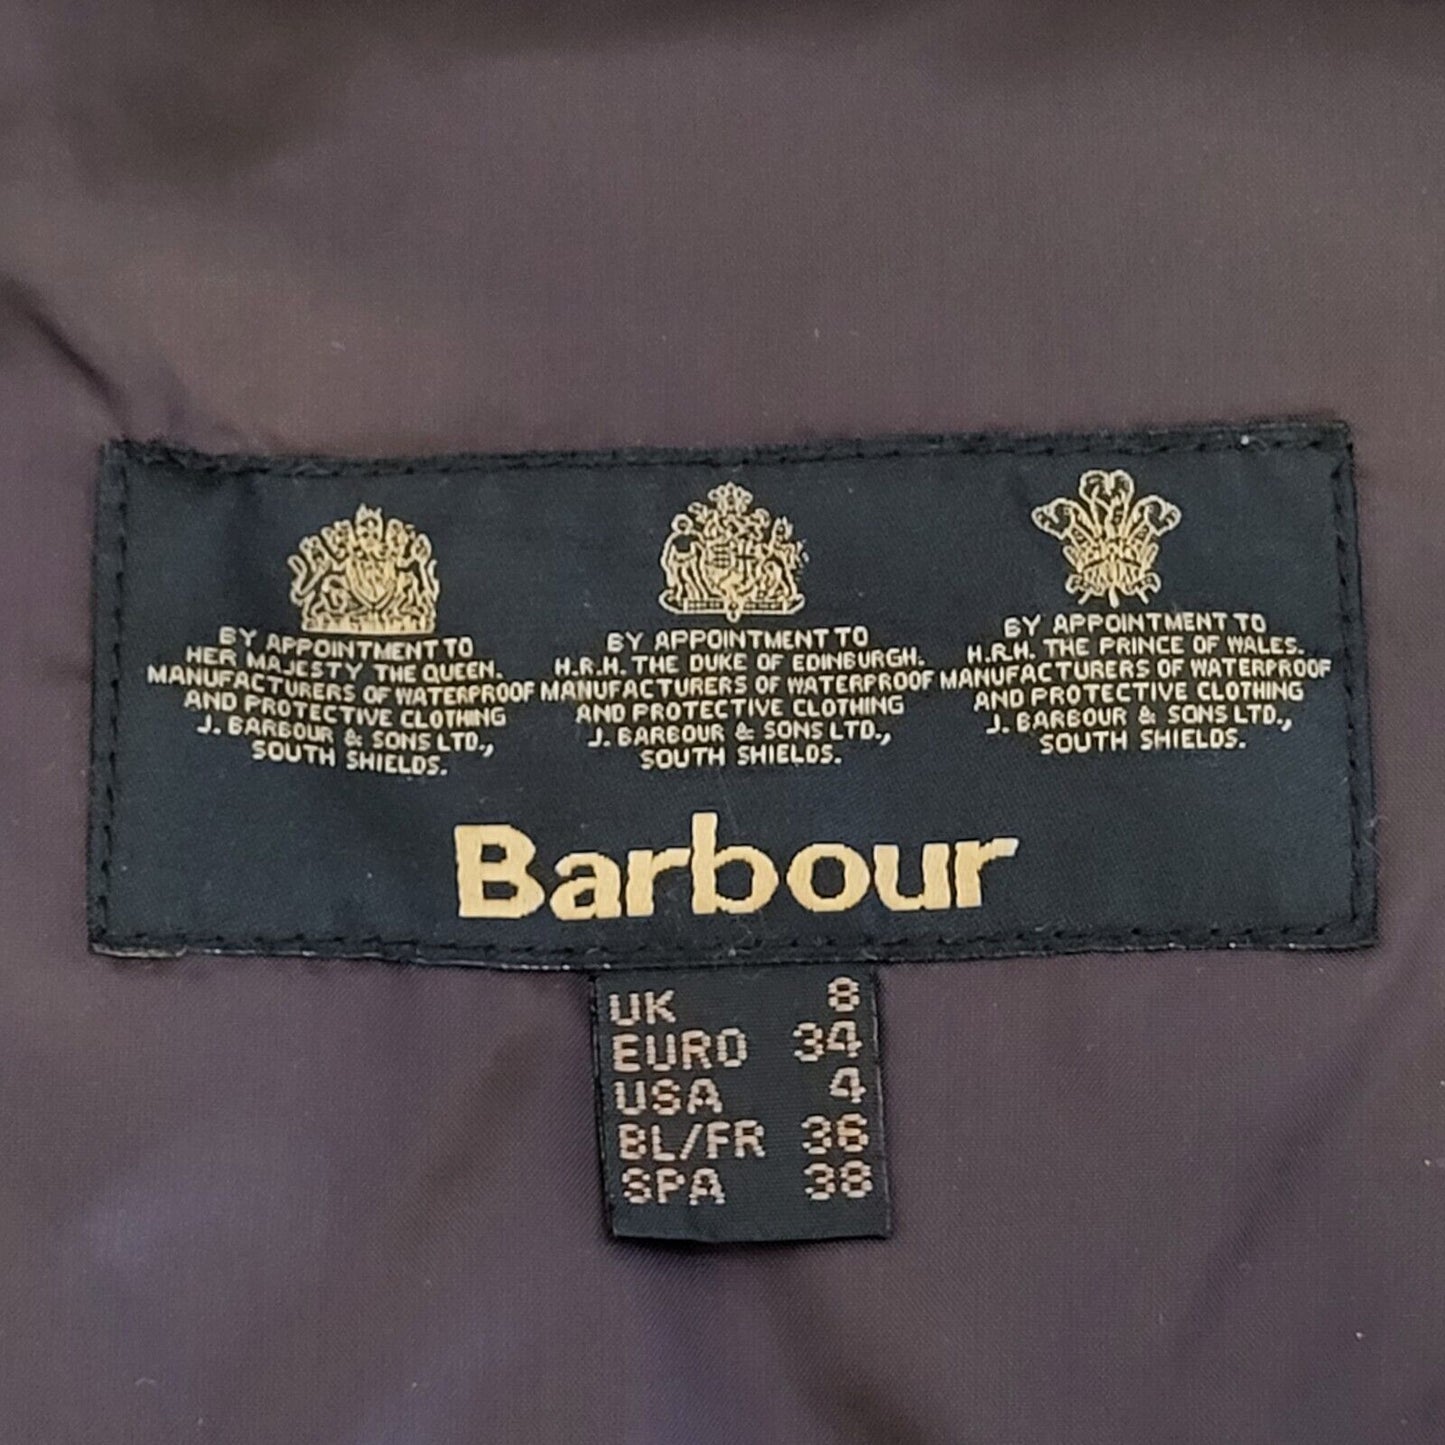 BY APPOINTMENT TO
HER MAJESTY THE QUEEN.
MANUFACTURERS OF WATERPROOF
AND PROTECTIVE CLOTHING
J. BARBOUR & SONS LTD.,
SOUTH SHIELDS.
BY APPOINTMENT TO
H.R.H. THE DUKE OF EDINBURGH.
MANUFACTURERS OF WATERPROOF
AND PROTECTIVE CLOTHING
J. BARBOUR & SONS LTD.,
SOUTH SHIELDS.
BY APPOINTMENT TO
H.R.H. THE PRINCE OF WALES.
MANUFACTURERS OF WATERPROOF
AND PROTECTIVE CLOTHING
J. BARBOUR & SONS LTD.,
SOUTH SHIELDS.
Barbour
UK 8
EURO 34
USA 4
BL/FR 36
SPA 38